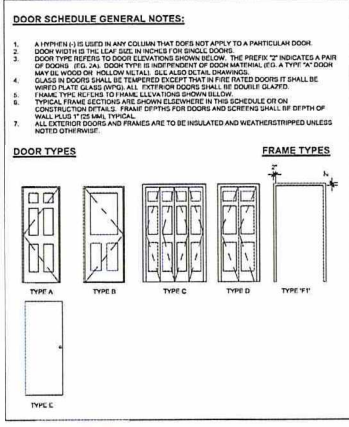 DOOR SCHEDULE GENERAL NOTES:
1. A HYPHEN (-) IS USED IN ANY COLUMN THAT DOES NOT APPLY TO A PARTICULAR DOOR.
2. DOOR WIDTH IS THE LEAF SIZE IN INCHES FOR SINGLE DOORS.
3. DOOR TYPE REFERS TO DOOR ELEVATIONS SHOWN BELOW. THE PREFIX "2" INDICATES A PAIR
OF DOORS (EG. 2A). DOOR TYPE IS INDEPENDENT OF DOOR MATERIAL (EG. A TYPE "A" DOOR
MAY BE WOOD OR HOLLOW METAL). SEE ALSO DETAIL DRAWINGS.
4. GLASS IN DOORS SHALL BE TEMPERED EXCEPT THAT IN FIRE RATED DOORS IT SHALL BE
WIRED PLATE GLASS (WPG). ALL EXTERIOR DOORS SHALL BE DOUBLE GLAZED.
5. FRAME TYPE REFERS TO FRAME ELEVATIONS SHOWN BELOW.
6. TYPICAL FRAME SECTIONS ARE SHOWN ELSEWHERE IN THIS SCHEDULE OR ON
CONSTRUCTION DETAILS. FRAME DEPTHS FOR DOORS AND SCREENS SHALL BE DEPTH OF
WALL PLUS 1" (25 MM), TYPICAL.
7. ALL EXTERIOR DOORS AND FRAMES ARE TO BE INSULATED AND WEATHERSTRIPPED UNLESS
NOTED OTHERWISE.
DOOR TYPES
FRAME TYPES
TYPE A
TYPE B
TYPE C
TYPE D
TYPE 'F1'
TYPE E